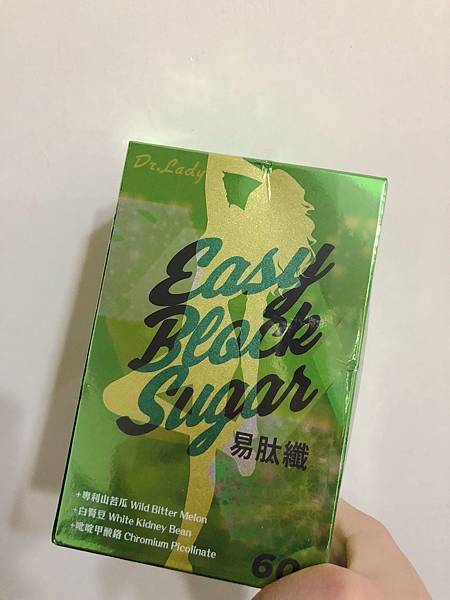 Dr.Lady
Easy
Block
Sugar
易肽纖
+專利山苦瓜 Wild Bitter Melon
+白腎豆 White Kidney Bean
+吡啶甲酸鉻 Chromium Picolinate
60